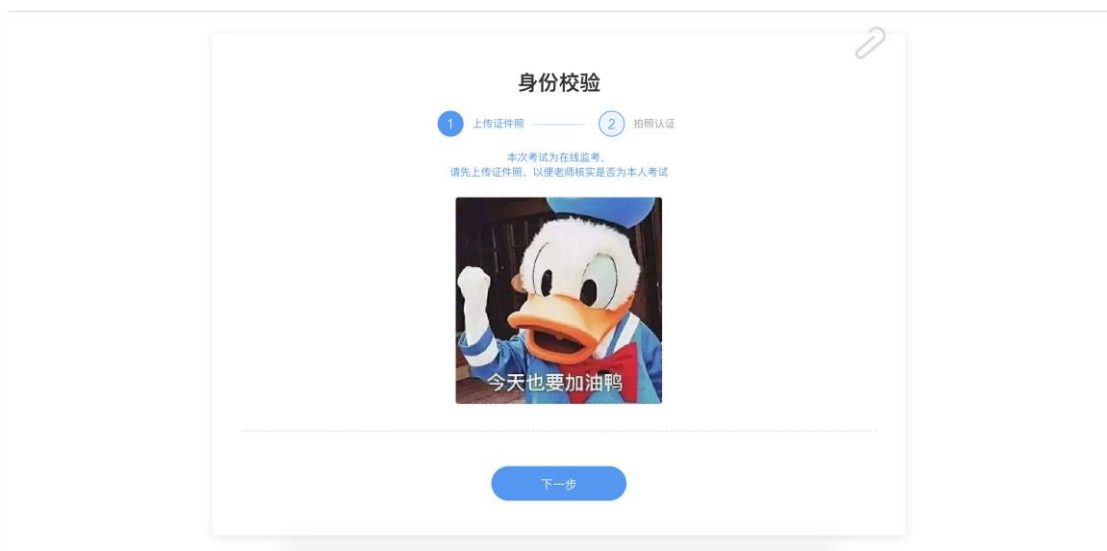 身份校验
1 上传证件照 2 拍照认证
本次考试为在线监考，
请先上传证件照，以便老师核实是否为本人考试
今天也要加油鸭
下一步